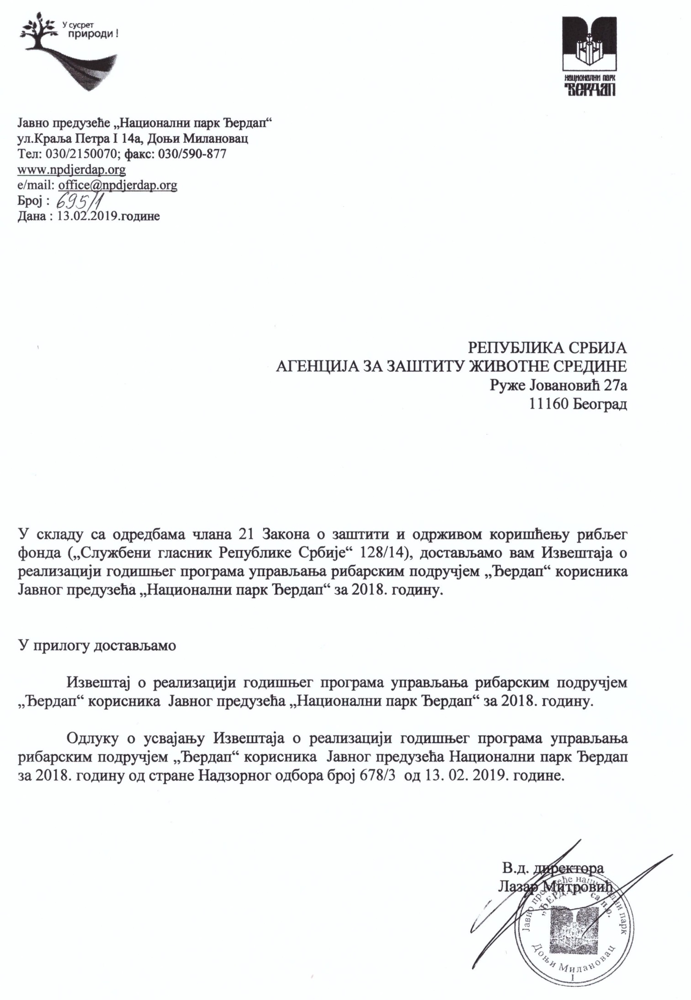 У сусрет
природи !
НАЦИОНАЛНИ ПАРК
ЂЕРДАП
Јавно предузеће „Национални парк Ђердап“
ул.Краља Петра I 14а, Доњи Милановац
Тел: 030/2150070; факс: 030/590-877
www.npdjerdap.org
e/mail: office@npdjerdap.org
Број : 695/1
Дана : 13.02.2019.године
РЕПУБЛИКА СРБИЈА
АГЕНЦИЈА ЗА ЗАШТИТУ ЖИВОТНЕ СРЕДИНЕ
Руже Јовановић 27а
11160 Београд
У складу са одредбама члана 21 Закона о заштити и одрживом коришћењу рибљег
фонда („Службени гласник Републике Србије“ 128/14), достављамо вам Извештаја о
реализацији годишњег програма управљања рибарским подручјем „Ђердап“ корисника
Јавног предузећа „Национални парк Ђердап“ за 2018. годину.
У прилогу достављамо
Извештај о реализацији годишњег програма управљања рибарским подручјем
„Ђердап“ корисника Јавног предузећа „Национални парк Ђердап“ за 2018. годину.
Одлуку о усвајању Извештаја о реализацији годишњег програма управљања
рибарским подручјем „Ђердап“ корисника Јавног предузећа Национални парк Ђердап
за 2018. годину од стране Надзорног одбора број 678/3 од 13. 02. 2019. године.
В.д. директора
Лазар Митровић
Јавно предузеће национални парк
„ЂЕРДАП“ са п.о.
Доњи Милановац
I